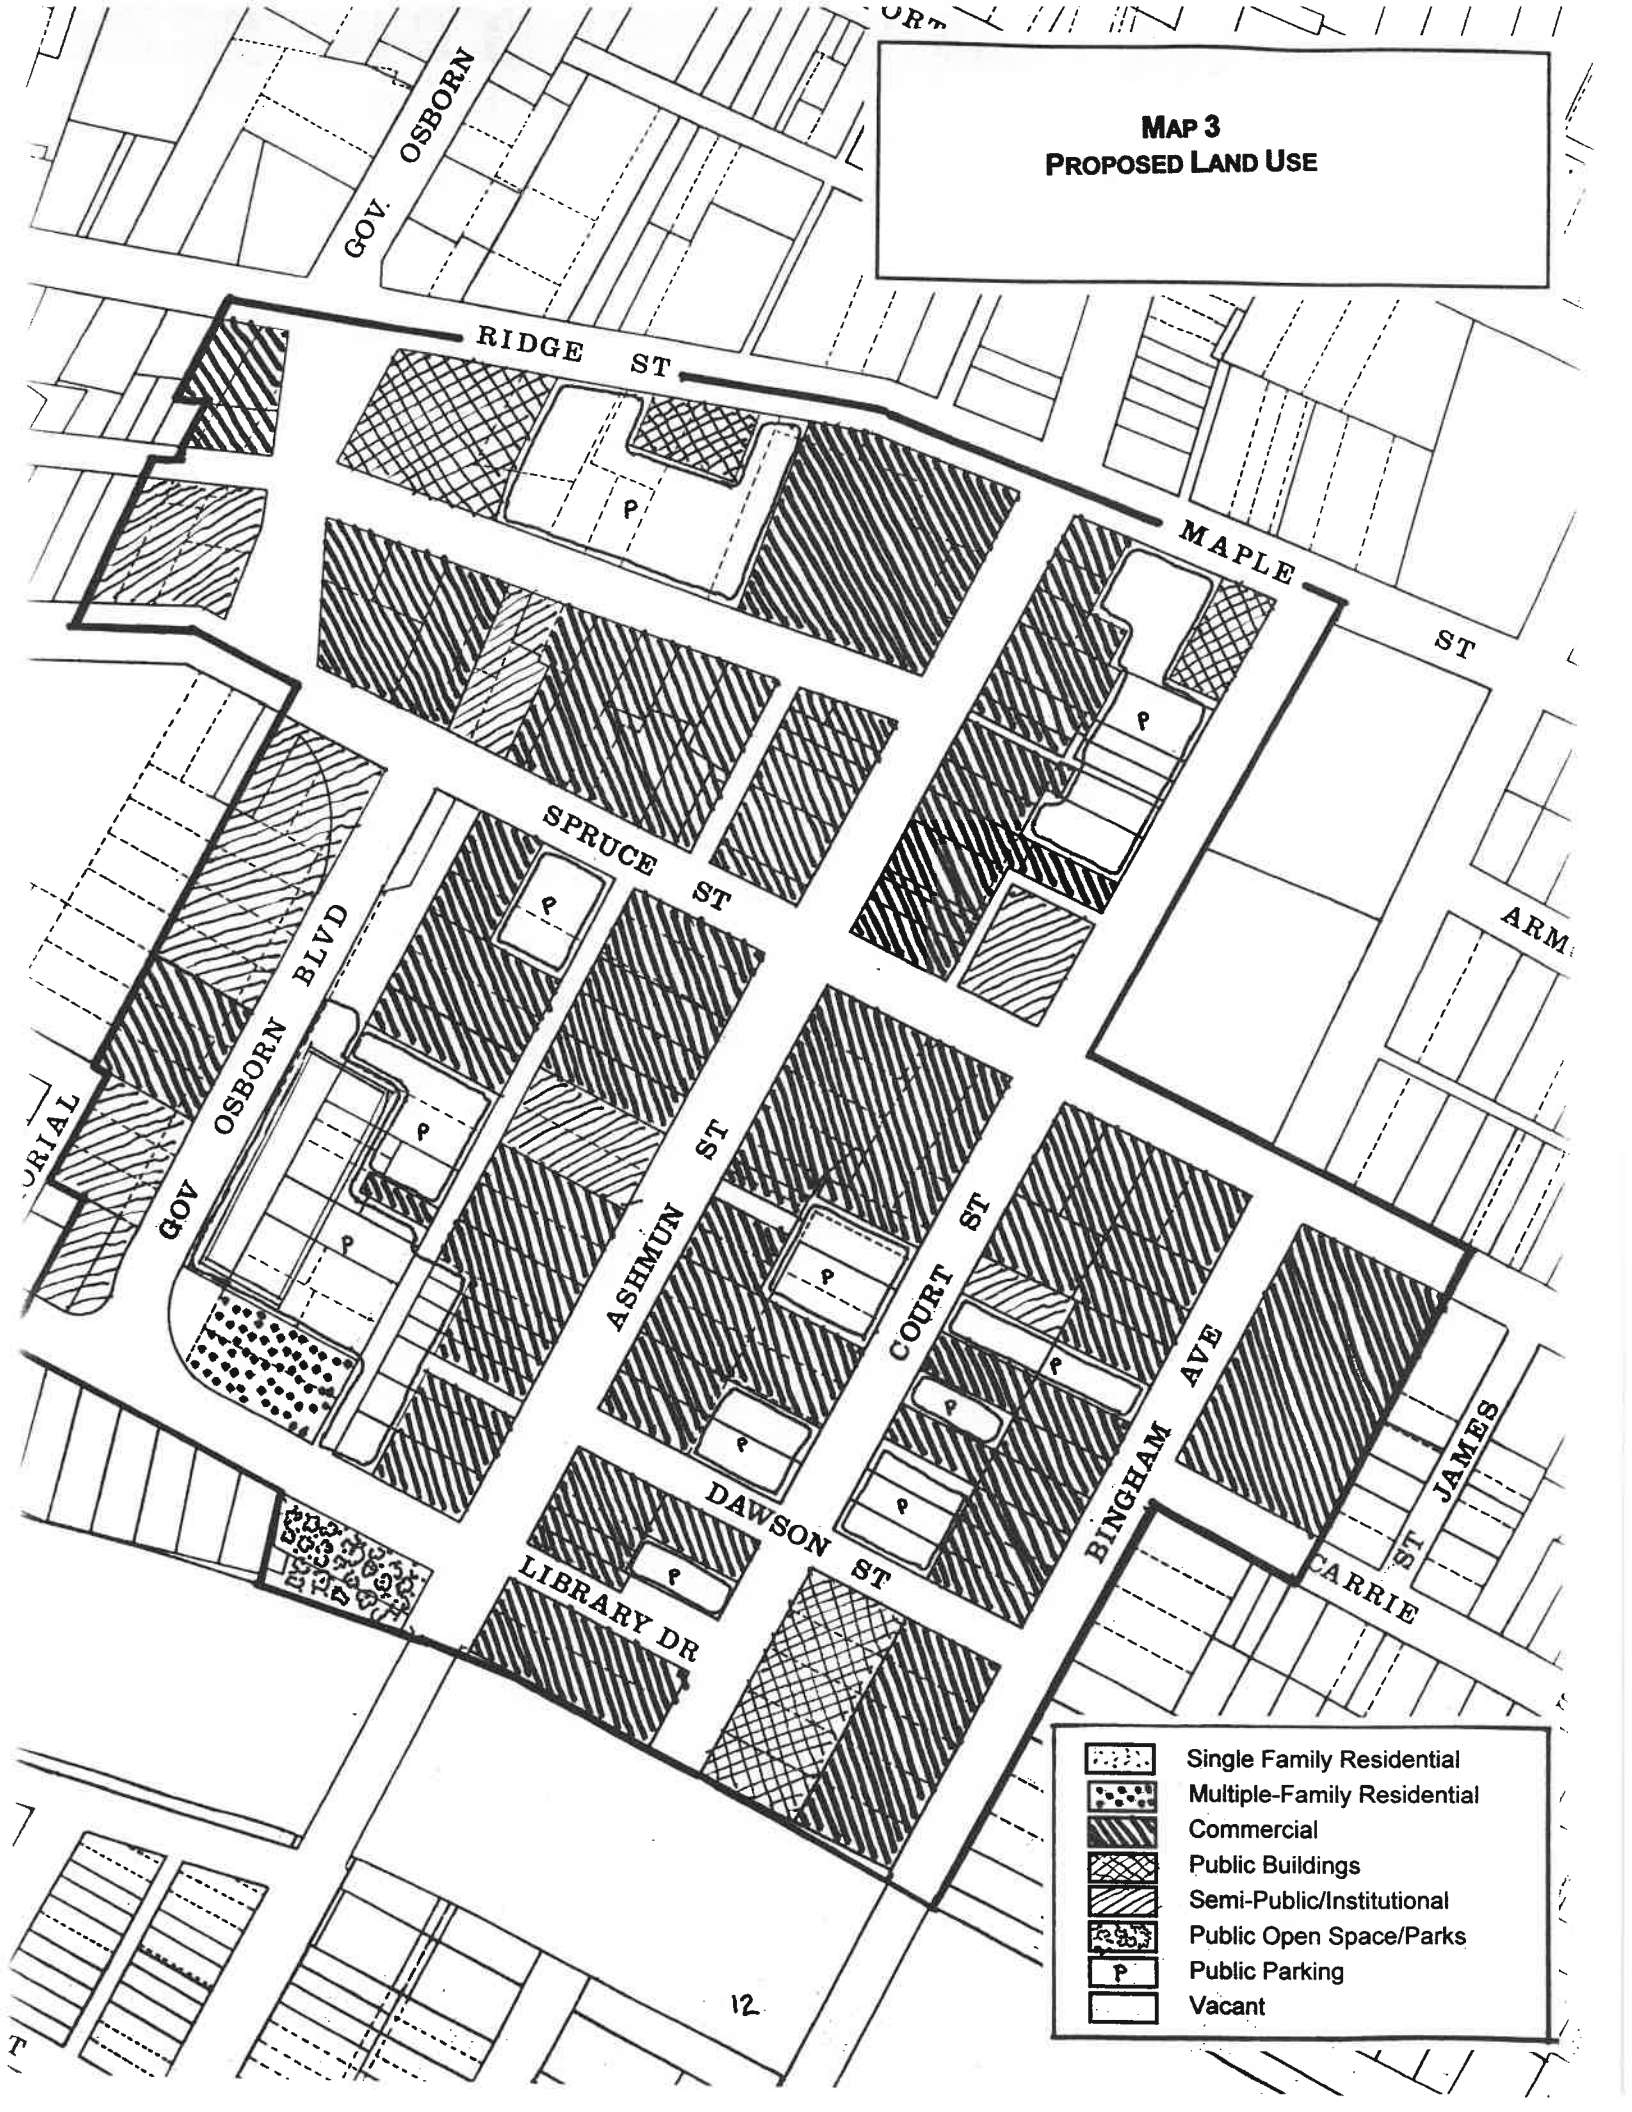 MAP 3
PROPOSED LAND USE
GOV. OSBORN
RIDGE ST
MAPLE ST
SPRUCE ST
GOV OSBORN BLVD
ASHMUN ST
COURT ST
BINGHAM AVE
DAWSON ST
LIBRARY DR
JAMES ST
CARRIE
P
P
P
P
P
P
P
P
P
P
P
Single Family Residential
Multiple-Family Residential
Commercial
Public Buildings
Semi-Public/Institutional
Public Open Space/Parks
P Public Parking
Vacant
12